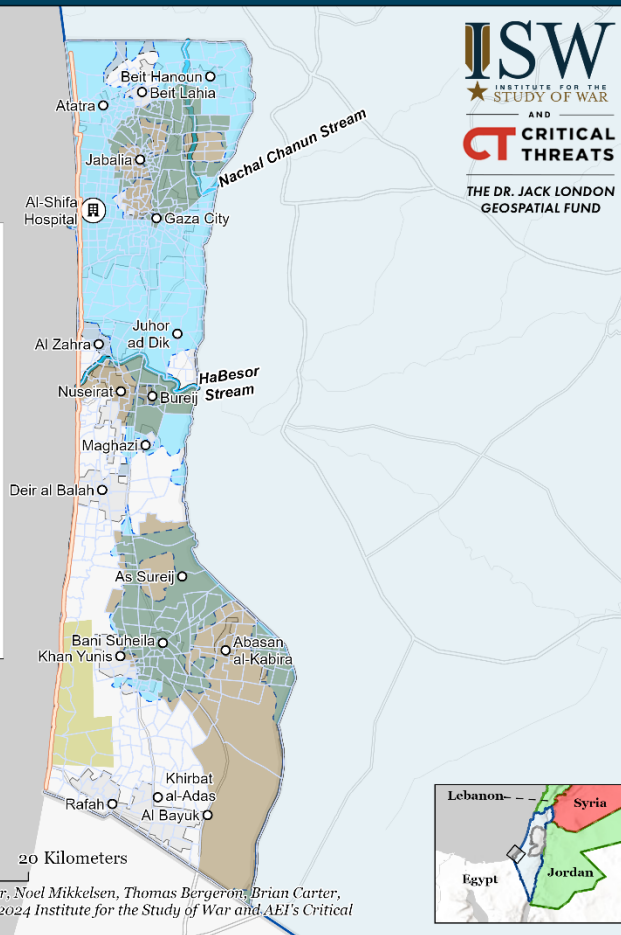 ISW
INSTITUTE FOR THE
STUDY OF WAR
AND
CT CRITICAL
THREATS
THE DR. JACK LONDON
GEOSPATIAL FUND
Beit Hanoun
Beit Lahia
Atatra
Nachal Chanun Stream
Jabalia
Al-Shifa
Hospital
Gaza City
Juhor
ad Dik
Al Zahra
HaBesor
Stream
Nuseirat
Bureij
Maghazi
Deir al Balah
As Sureij
Bani Suheila
Abasan
al-Kabira
Khan Yunis
Khirbat
al-Adas
Rafah
Al Bayuk
Lebanon
Syria
Egypt
Jordan
20 Kilometers
r, Noel Mikkelsen, Thomas Bergeron, Brian Carter,
2024 Institute for the Study of War and AEI's Critical